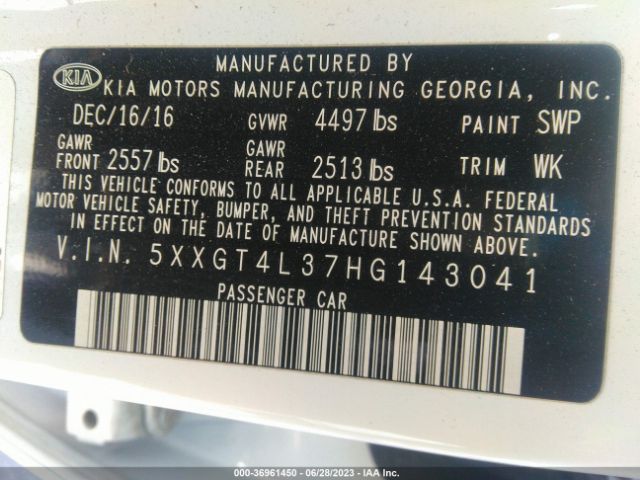 MANUFACTURED BY
KIA KIA MOTORS MANUFACTURING GEORGIA, INC.
DEC/16/16 GVWR 4497 lbs PAINT SWP
GAWR FRONT 2557 lbs GAWR REAR 2513 lbs TRIM WK
THIS VEHICLE CONFORMS TO ALL APPLICABLE U.S.A. FEDERAL
MOTOR VEHICLE SAFETY, BUMPER, AND THEFT PREVENTION STANDARDS
IN EFFECT ON THE DATE OF MANUFACTURE SHOWN ABOVE.
V.I.N. 5XXGT4L37HG143041
PASSENGER CAR
000-36961450 | 06/28/2023 | IAA Inc.